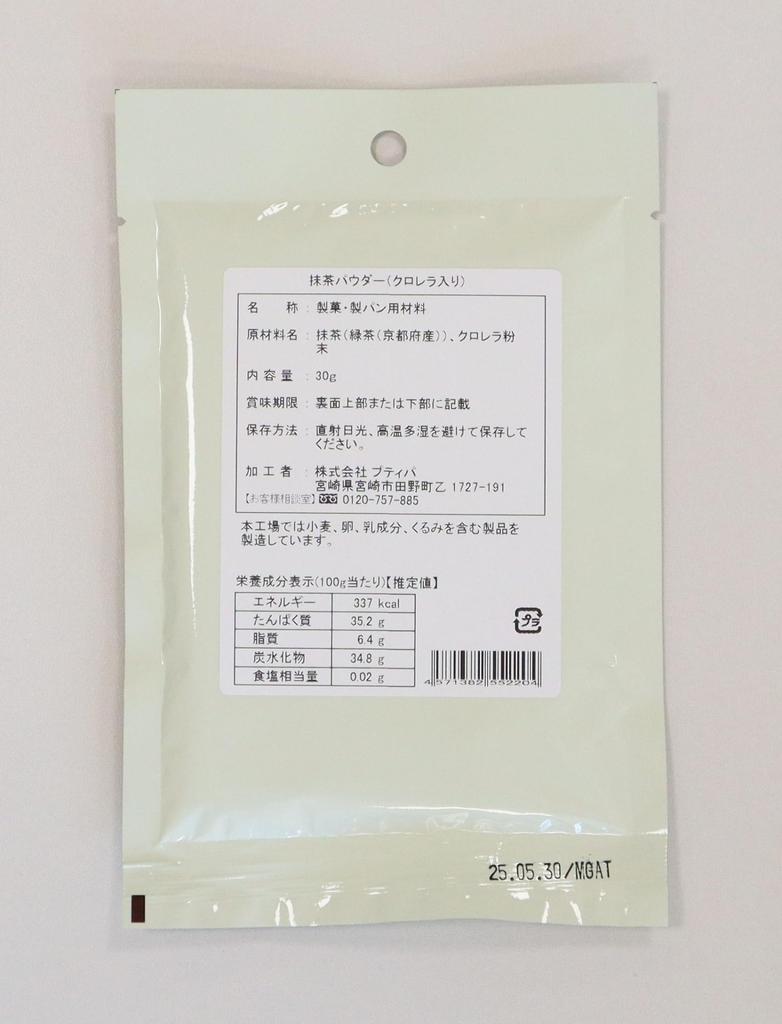 抹茶パウダー(クロレラ入り)
名　称 : 製菓・製パン用材料
原材料名 : 抹茶(緑茶(京都府産))、クロレラ粉
末
内容量 : 30g
賞味期限 : 裏面上部または下部に記載
保存方法 : 直射日光、高温多湿を避けて保存して
ください。
加工者 : 株式会社 プティパ
宮崎県宮崎市田野町乙 1727-191
【お客様相談室】 0120-757-885
本工場では小麦、卵、乳成分、くるみを含む製品を
製造しています。
栄養成分表示(100g当たり)【推定値】
エネルギー 337 kcal
たんぱく質 35.2 g
脂質 6.4 g
炭水化物 34.8 g
食塩相当量 0.02 g
プラ
4571382552204
25.05.30/MGAT